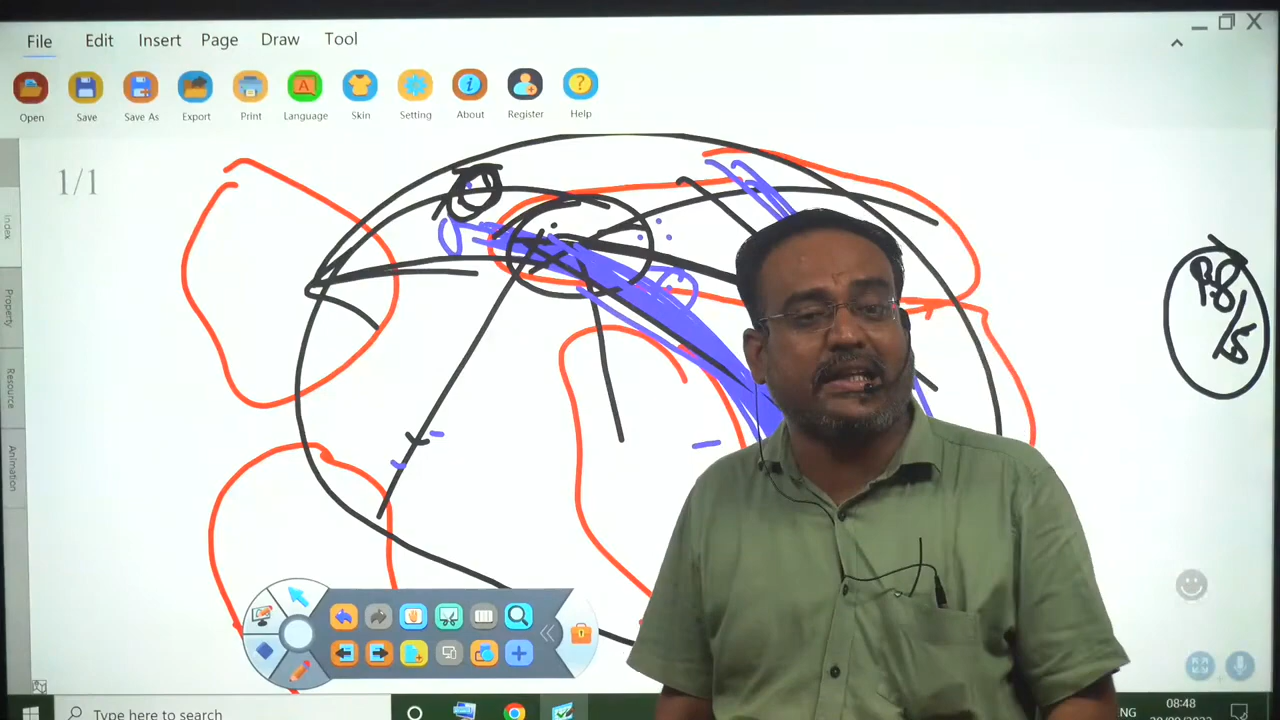 File Edit Insert Page Draw Tool
Open Save Save As Export Print Language Skin Setting About Register Help
1/1
Index
Property
Resource
Animation
Type here to search
ENG
08:48